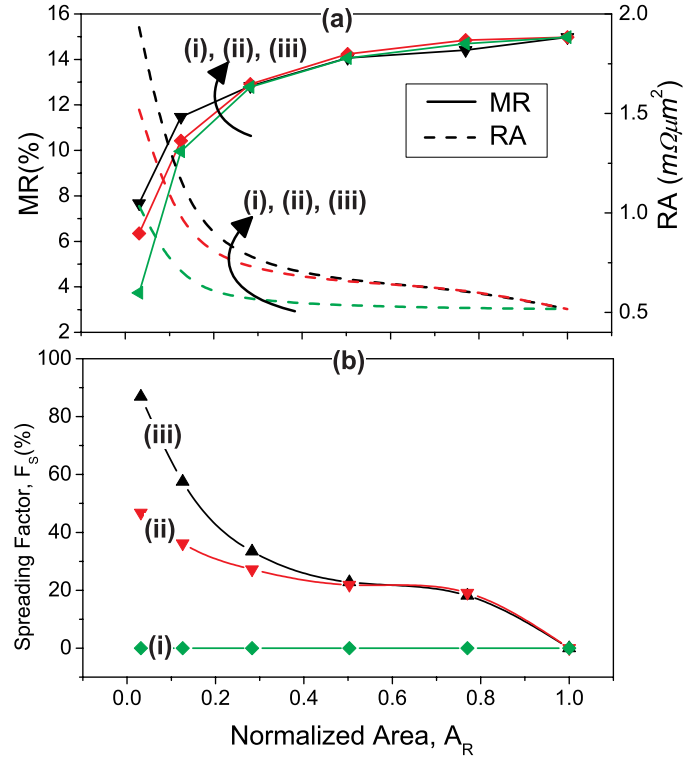 (a)
16
14
12
10
8
6
4
2
MR(%)
(i), (ii), (iii)
MR
RA
(i), (ii), (iii)
2.0
1.5
1.0
0.5
RA (mΩμm²)
(b)
100
80
60
40
20
0
Spreading Factor, F_S(%)
(iii)
(ii)
(i)
0.0 0.2 0.4 0.6 0.8 1.0
Normalized Area, A_R